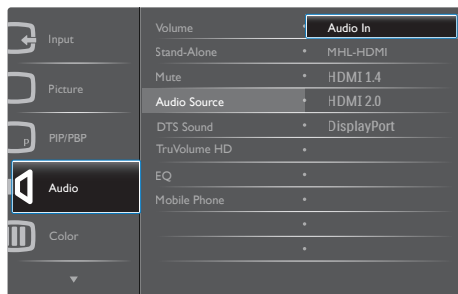 Input
Picture
P
PIP/PBP
Audio
Color
Volume
Stand-Alone
Mute
Audio Source
DTS Sound
TruVolume HD
EQ
Mobile Phone
Audio In
MHL-HDMI
HDMI 1.4
HDMI 2.0
DisplayPort